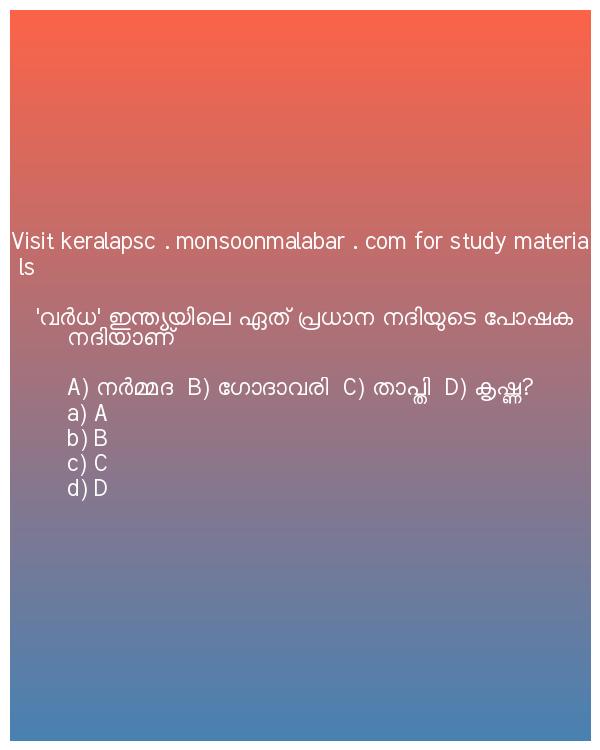 Visit keralapsc . monsoonmalabar . com for study materia
ls
'വർധ' ഇന്ത്യയിലെ ഏത് പ്രധാന നദിയുടെ പോഷക
നദിയാണ്
A) നർമ്മദ B) ഗോദാവരി C) താപ്തി D) കൃഷ്ണ?
a) A
b) B
c) C
d) D